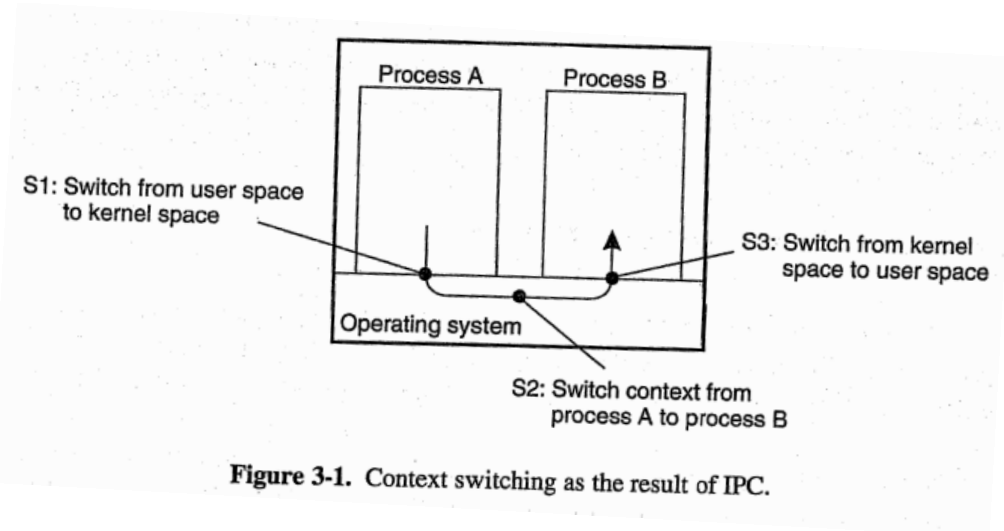 Process A
Process B
S1: Switch from user space
to kernel space
S3: Switch from kernel
space to user space
Operating system
S2: Switch context from
process A to process B
Figure 3-1. Context switching as the result of IPC.